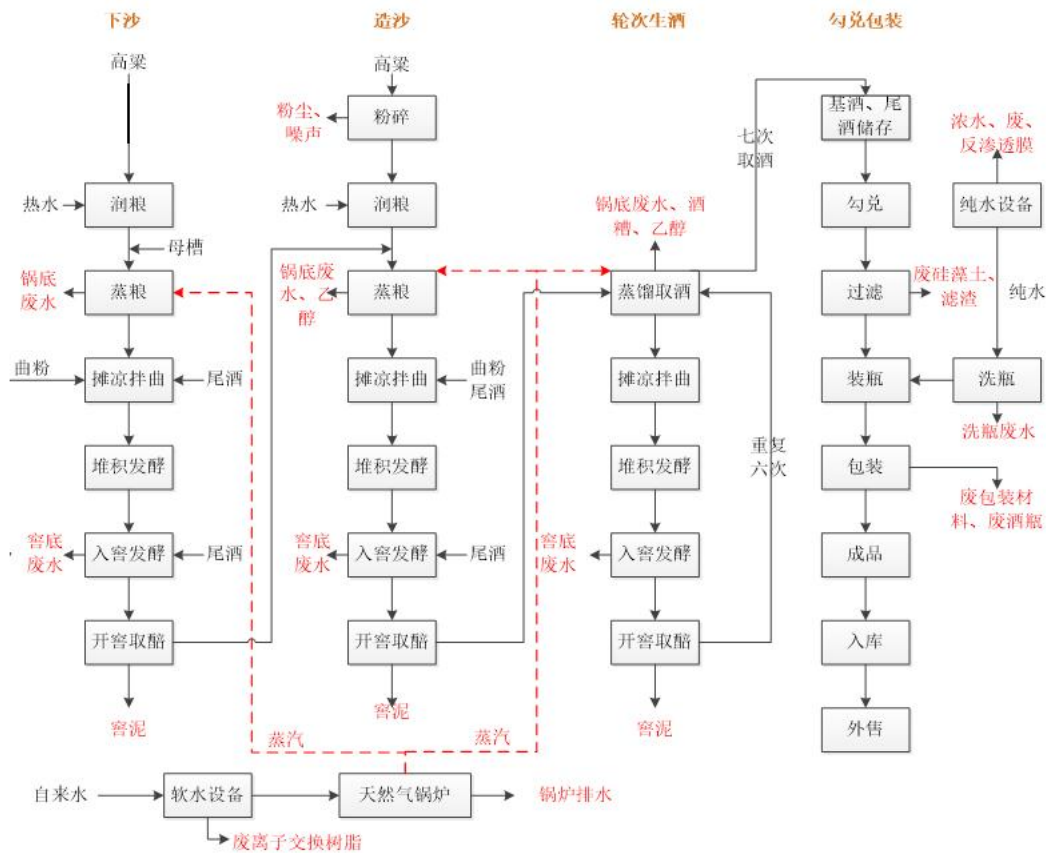 下沙
造沙
轮次生酒
勾兑包装
高粱
润粮
热水
母槽
蒸粮
锅底
废水
摊凉拌曲
曲粉
尾酒
堆积发酵
入窖发酵
窖底
废水
尾酒
开窖取醅
窖泥
高粱
粉碎
粉尘、
噪声
润粮
热水
蒸粮
锅底废
水、乙
醇
摊凉拌曲
曲粉
尾酒
堆积发酵
入窖发酵
窖底
废水
尾酒
开窖取醅
窖泥
锅底废水、酒
糟、乙醇
蒸馏取酒
摊凉拌曲
堆积发酵
入窖发酵
窖底
废水
开窖取醅
窖泥
重复
六次
七次
取酒
基酒、尾
酒储存
勾兑
过滤
废硅藻土、
滤渣
装瓶
包装
废包装材
料、废酒瓶
成品
入库
外售
浓水、废、
反渗透膜
纯水设备
纯水
洗瓶
洗瓶废水
蒸汽
蒸汽
自来水
软水设备
天然气锅炉
锅炉排水
废离子交换树脂